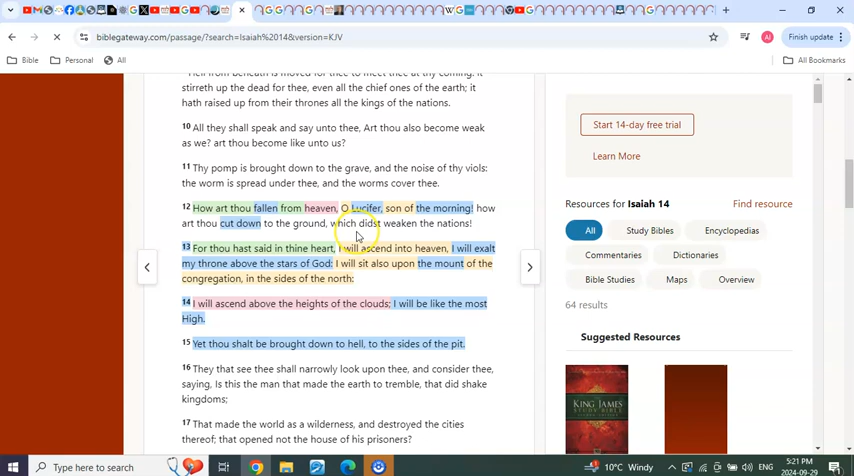 Finish update
biblegateway.com/passage/?search=Isaiah%2014&version=KJV
Bible
Personal
All
All Bookmarks
Hell from beneath is moved for thee to meet thee at thy coming: it
stirreth up the dead for thee, even all the chief ones of the earth; it
hath raised up from their thrones all the kings of the nations.
10 All they shall speak and say unto thee, Art thou also become weak
as we? art thou become like unto us?
11 Thy pomp is brought down to the grave, and the noise of thy viols:
the worm is spread under thee, and the worms cover thee.
12 How art thou fallen from heaven, O Lucifer, son of the morning! how
art thou cut down to the ground, which didst weaken the nations!
13 For thou hast said in thine heart, I will ascend into heaven, I will exalt
my throne above the stars of God: I will sit also upon the mount of the
congregation, in the sides of the north:
14 I will ascend above the heights of the clouds; I will be like the most
High.
15 Yet thou shalt be brought down to hell, to the sides of the pit.
16 They that see thee shall narrowly look upon thee, and consider thee,
saying, Is this the man that made the earth to tremble, that did shake
kingdoms;
17 That made the world as a wilderness, and destroyed the cities
thereof; that opened not the house of his prisoners?
Start 14-day free trial
Learn More
Resources for Isaiah 14
Find resource
All
Study Bibles
Encyclopedias
Commentaries
Dictionaries
Bible Studies
Maps
Overview
64 results
Suggested Resources
KING JAMES
STUDY BIBLE
Type here to search
10°C Windy
ENG
5:21 PM
2024-09-29